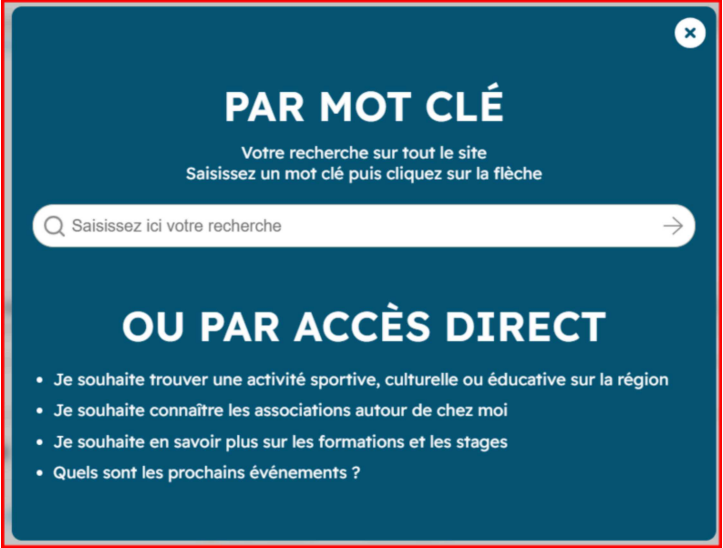 PAR MOT CLÉ
Votre recherche sur tout le site
Saisissez un mot clé puis cliquez sur la flèche
Saisissez ici votre recherche
OU PAR ACCÈS DIRECT
• Je souhaite trouver une activité sportive, culturelle ou éducative sur la région
• Je souhaite connaître les associations autour de chez moi
• Je souhaite en savoir plus sur les formations et les stages
• Quels sont les prochains événements ?